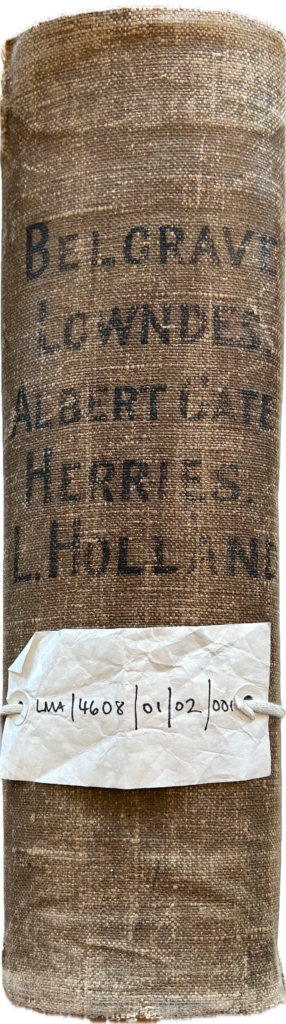 BELGRAVE
LOWNDES.
ALBERT GATE
HERRIES.
L. HOLLAND
LMA/4608/01/02/001